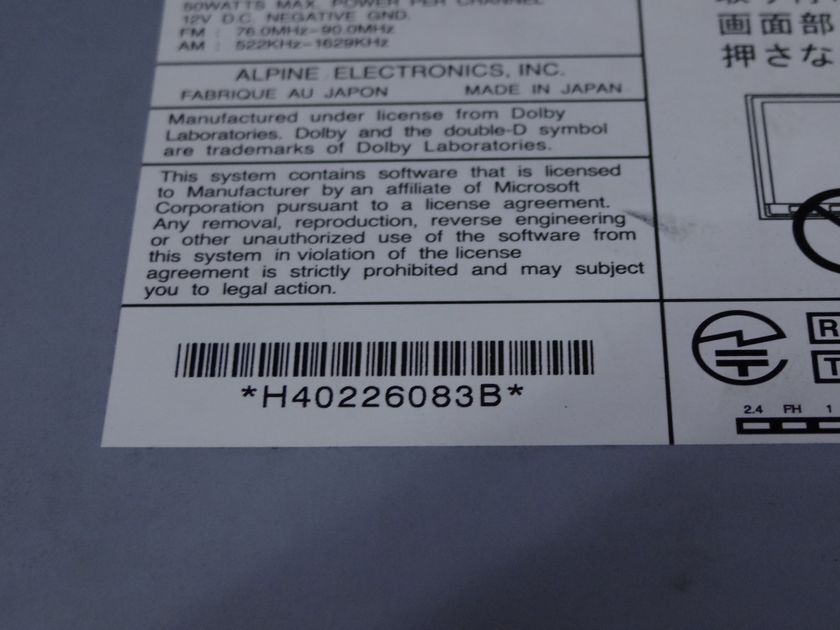 50WATTS MAX. POWER PER CHANNEL
12V D.C. NEGATIVE GND.
FM : 76.0MHz–90.0MHz
AM : 522KHz–1629KHz
ALPINE ELECTRONICS, INC.
FABRIQUE AU JAPON MADE IN JAPAN
Manufactured under license from Dolby
Laboratories. Dolby and the double-D symbol
are trademarks of Dolby Laboratories.
This system contains software that is licensed
to Manufacturer by an affiliate of Microsoft
Corporation pursuant to a license agreement.
Any removal, reproduction, reverse engineering
or other unauthorized use of the software from
this system in violation of the license
agreement is strictly prohibited and may subject
you to legal action.
*H40226083B*
画面部
押さな
R
T
2.4 FH 1